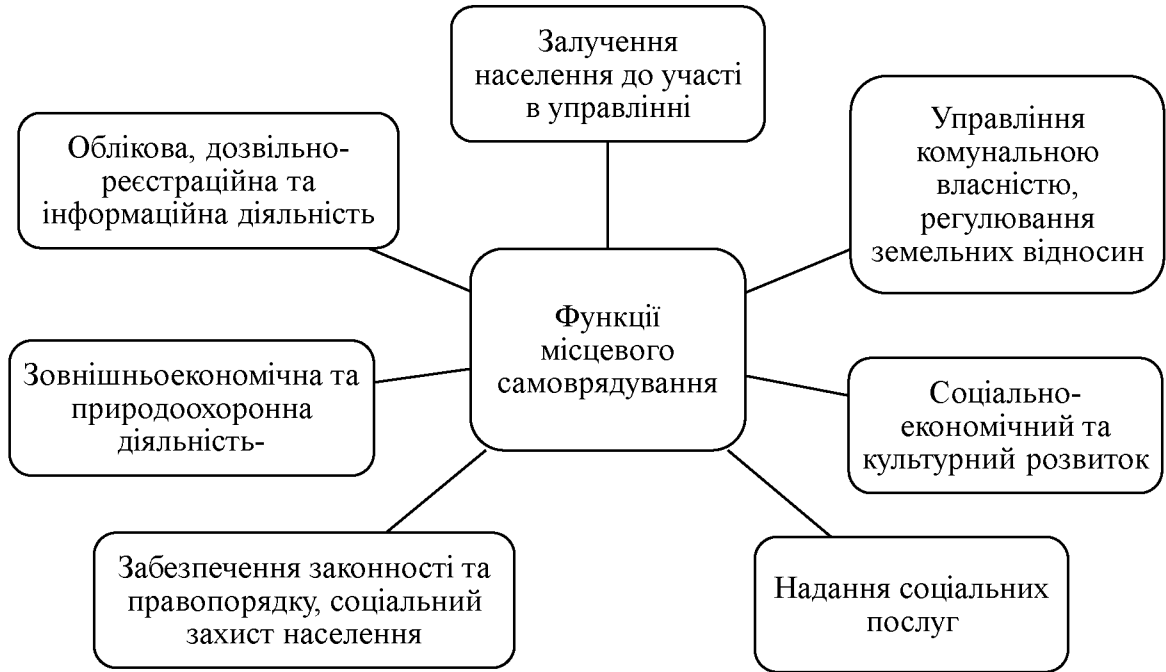 Залучення
населення до участі
в управлінні
Управління
комунальною
власністю,
регулювання
земельних відносин
Облікова, дозвільно-
реєстраційна та
інформаційна діяльність
Функції
місцевого
самоврядування
Зовнішньоекономічна та
природоохоронна
діяльність-
Соціально-
економічний та
культурний розвиток
Забезпечення законності та
правопорядку, соціальний
захист населення
Надання соціальних
послуг